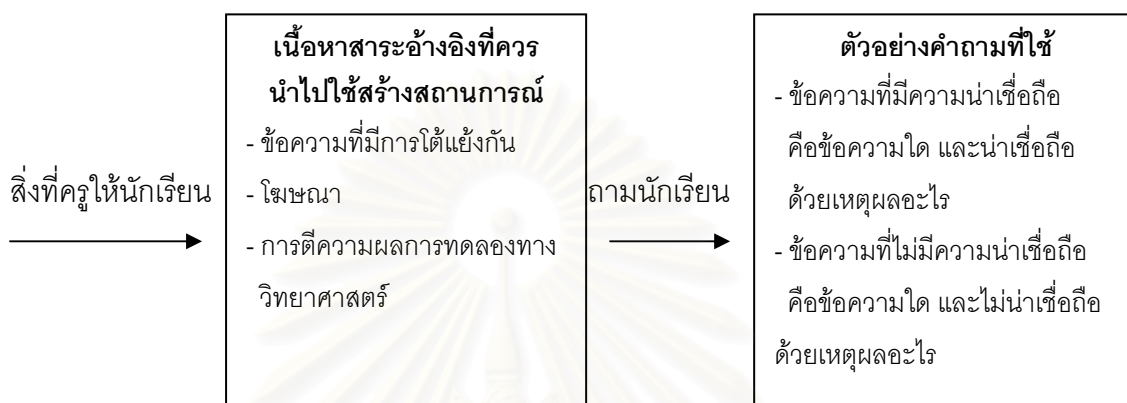 สิ่งที่ครูให้นักเรียน
เนื้อหาสาระอ้างอิงที่ควร
นำไปใช้สร้างสถานการณ์
- ข้อความที่มีการโต้แย้งกัน
- โฆษณา
- การตีความผลการทดลองทาง
วิทยาศาสตร์
ถามนักเรียน
ตัวอย่างคำถามที่ใช้
- ข้อความที่มีความน่าเชื่อถือ
คือข้อความใด และน่าเชื่อถือ
ด้วยเหตุผลอะไร
- ข้อความที่ไม่มีความน่าเชื่อถือ
คือข้อความใด และไม่น่าเชื่อถือ
ด้วยเหตุผลอะไร